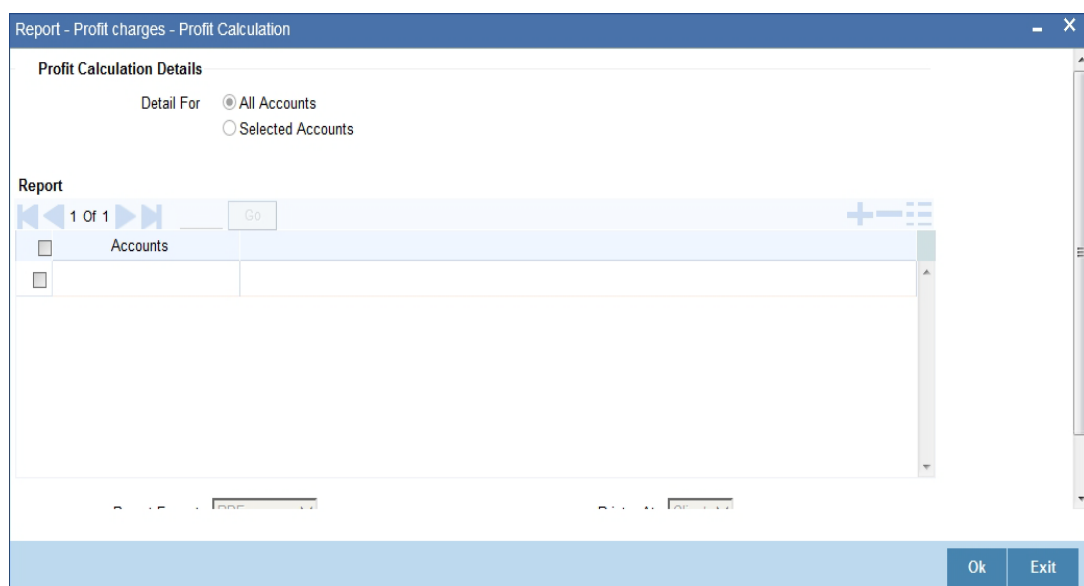 Report - Profit charges - Profit Calculation
Profit Calculation Details
Detail For All Accounts
Selected Accounts
Report
1 Of 1 Go
Accounts
Ok Exit